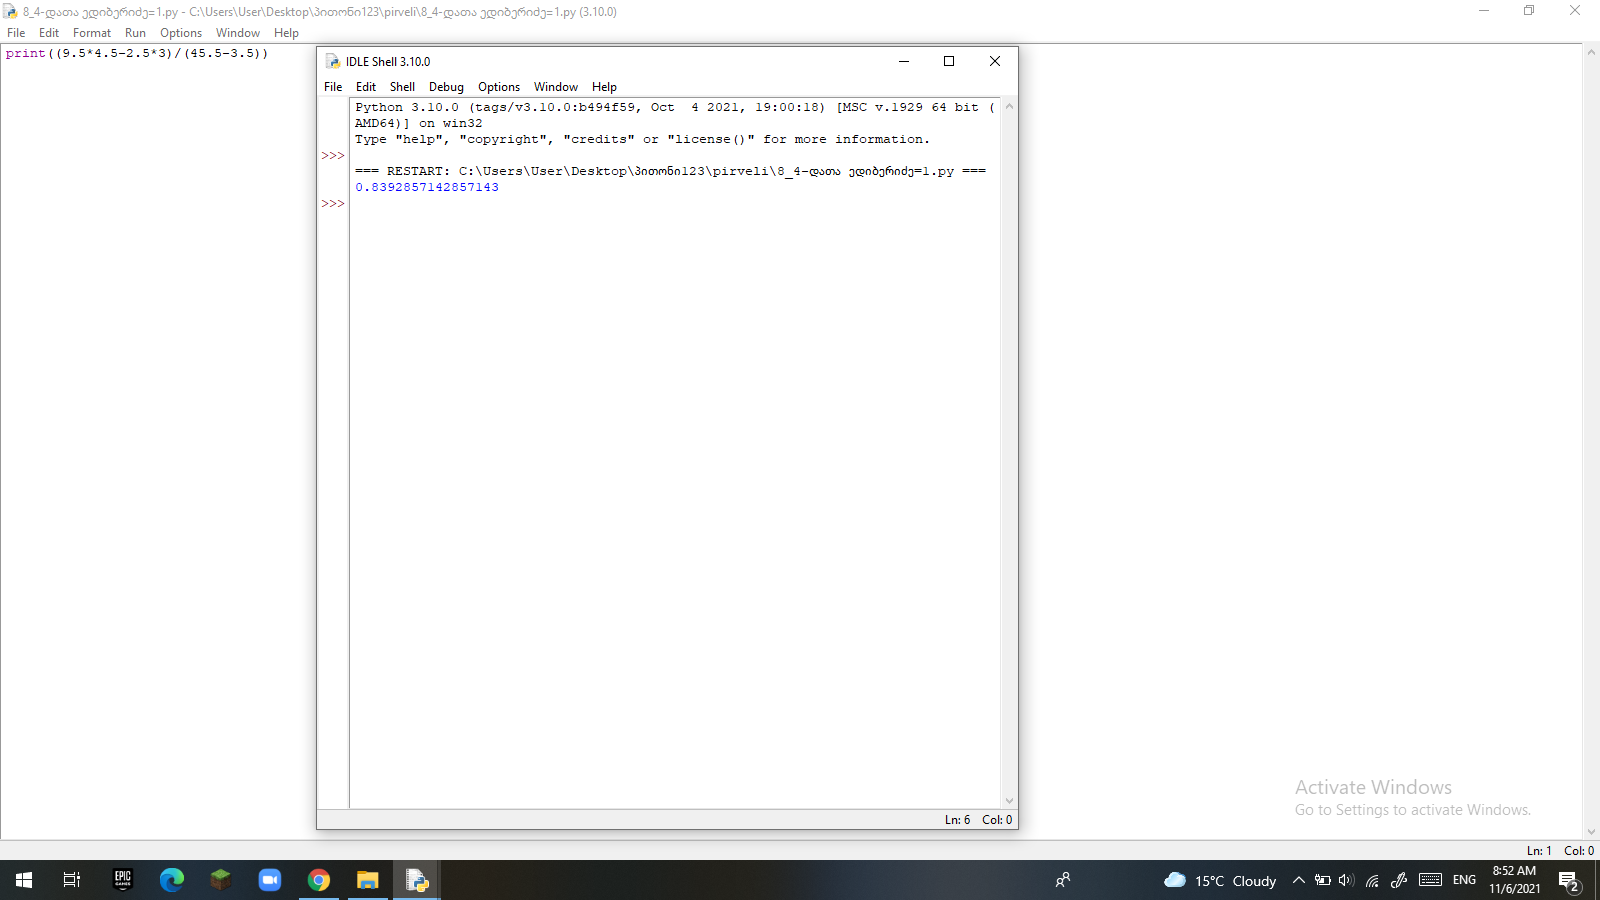 8_4-დათა ედიბერიძე=1.py - C:\Users\User\Desktop\პითონი123\pirveli\8_4-დათა ედიბერიძე=1.py (3.10.0)
File Edit Format Run Options Window Help
print((9.5*4.5-2.5*3)/(45.5-3.5))
IDLE Shell 3.10.0
File Edit Shell Debug Options Window Help
Python 3.10.0 (tags/v3.10.0:b494f59, Oct  4 2021, 19:00:18) [MSC v.1929 64 bit (
AMD64)] on win32
Type "help", "copyright", "credits" or "license()" for more information.
>>>
=== RESTART: C:\Users\User\Desktop\პითონი123\pirveli\8_4-დათა ედიბერიძე=1.py ===
0.8392857142857143
>>>
Activate Windows
Go to Settings to activate Windows.
Ln: 6 Col: 0
Ln: 1 Col: 0
EPIC
GAMES
15°C Cloudy
ENG
8:52 AM
11/6/2021
2